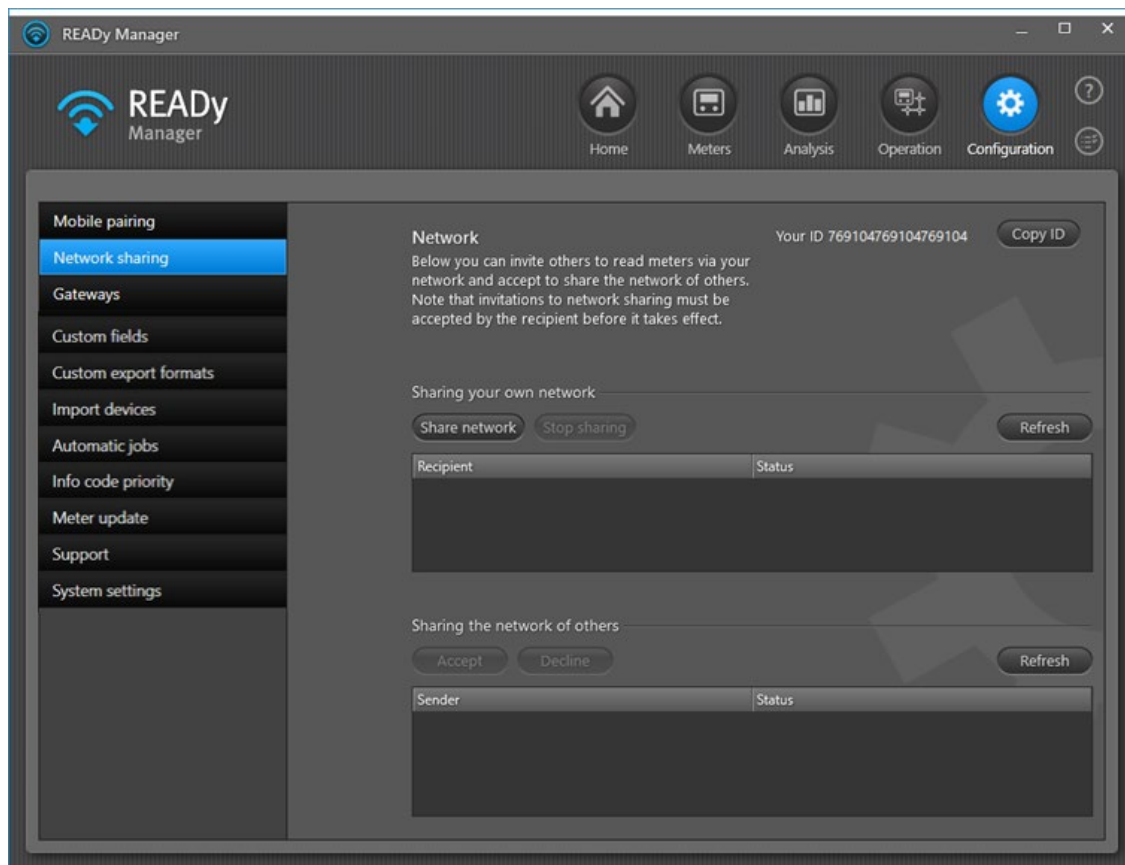 READy Manager
READy
Manager
Home
Meters
Analysis
Operation
Configuration
?
Mobile pairing
Network sharing
Gateways
Custom fields
Custom export formats
Import devices
Automatic jobs
Info code priority
Meter update
Support
System settings
Network
Your ID 769104769104769104
Copy ID
Below you can invite others to read meters via your
network and accept to share the network of others.
Note that invitations to network sharing must be
accepted by the recipient before it takes effect.
Sharing your own network
Share network
Stop sharing
Refresh
Recipient
Status
Sharing the network of others
Accept
Decline
Refresh
Sender
Status